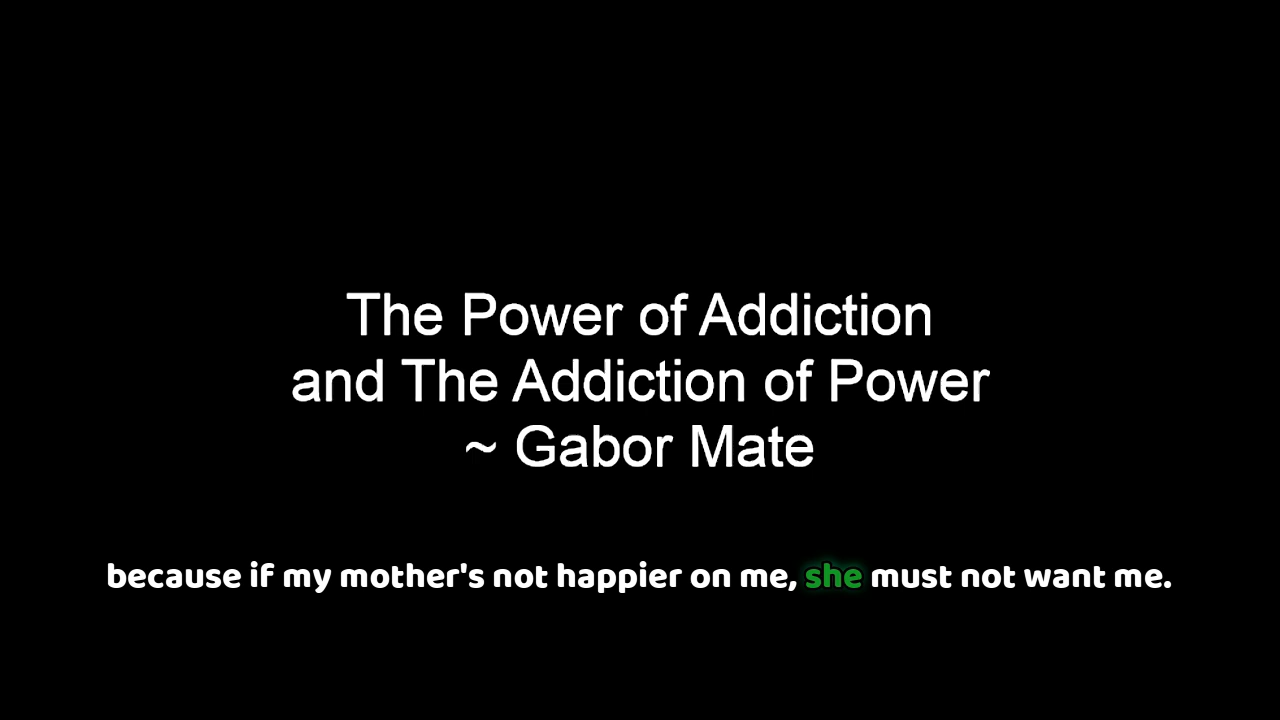 The Power of Addiction
and The Addiction of Power
~ Gabor Mate
because if my mother's not happier on me, she must not want me.